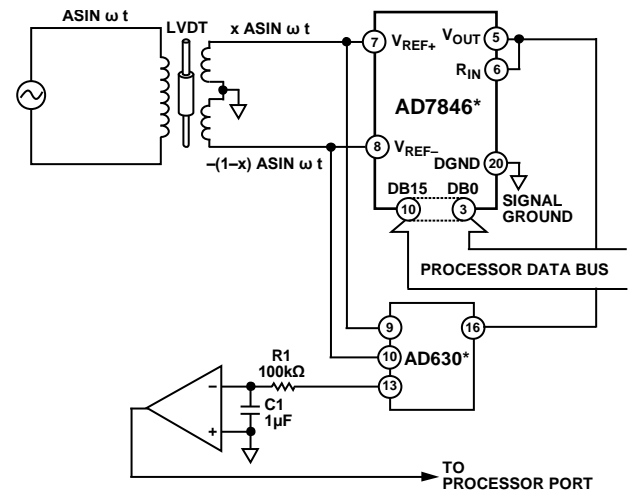 ASIN ω t
LVDT
x ASIN ω t
–(1–x) ASIN ω t
7
VREF+
VOUT
5
RIN
6
AD7846*
8
VREF–
DGND
20
DB15
DB0
10
3
SIGNAL
GROUND
PROCESSOR DATA BUS
9
16
10
AD630*
13
R1
100kΩ
C1
1µF
–
+
TO
PROCESSOR PORT